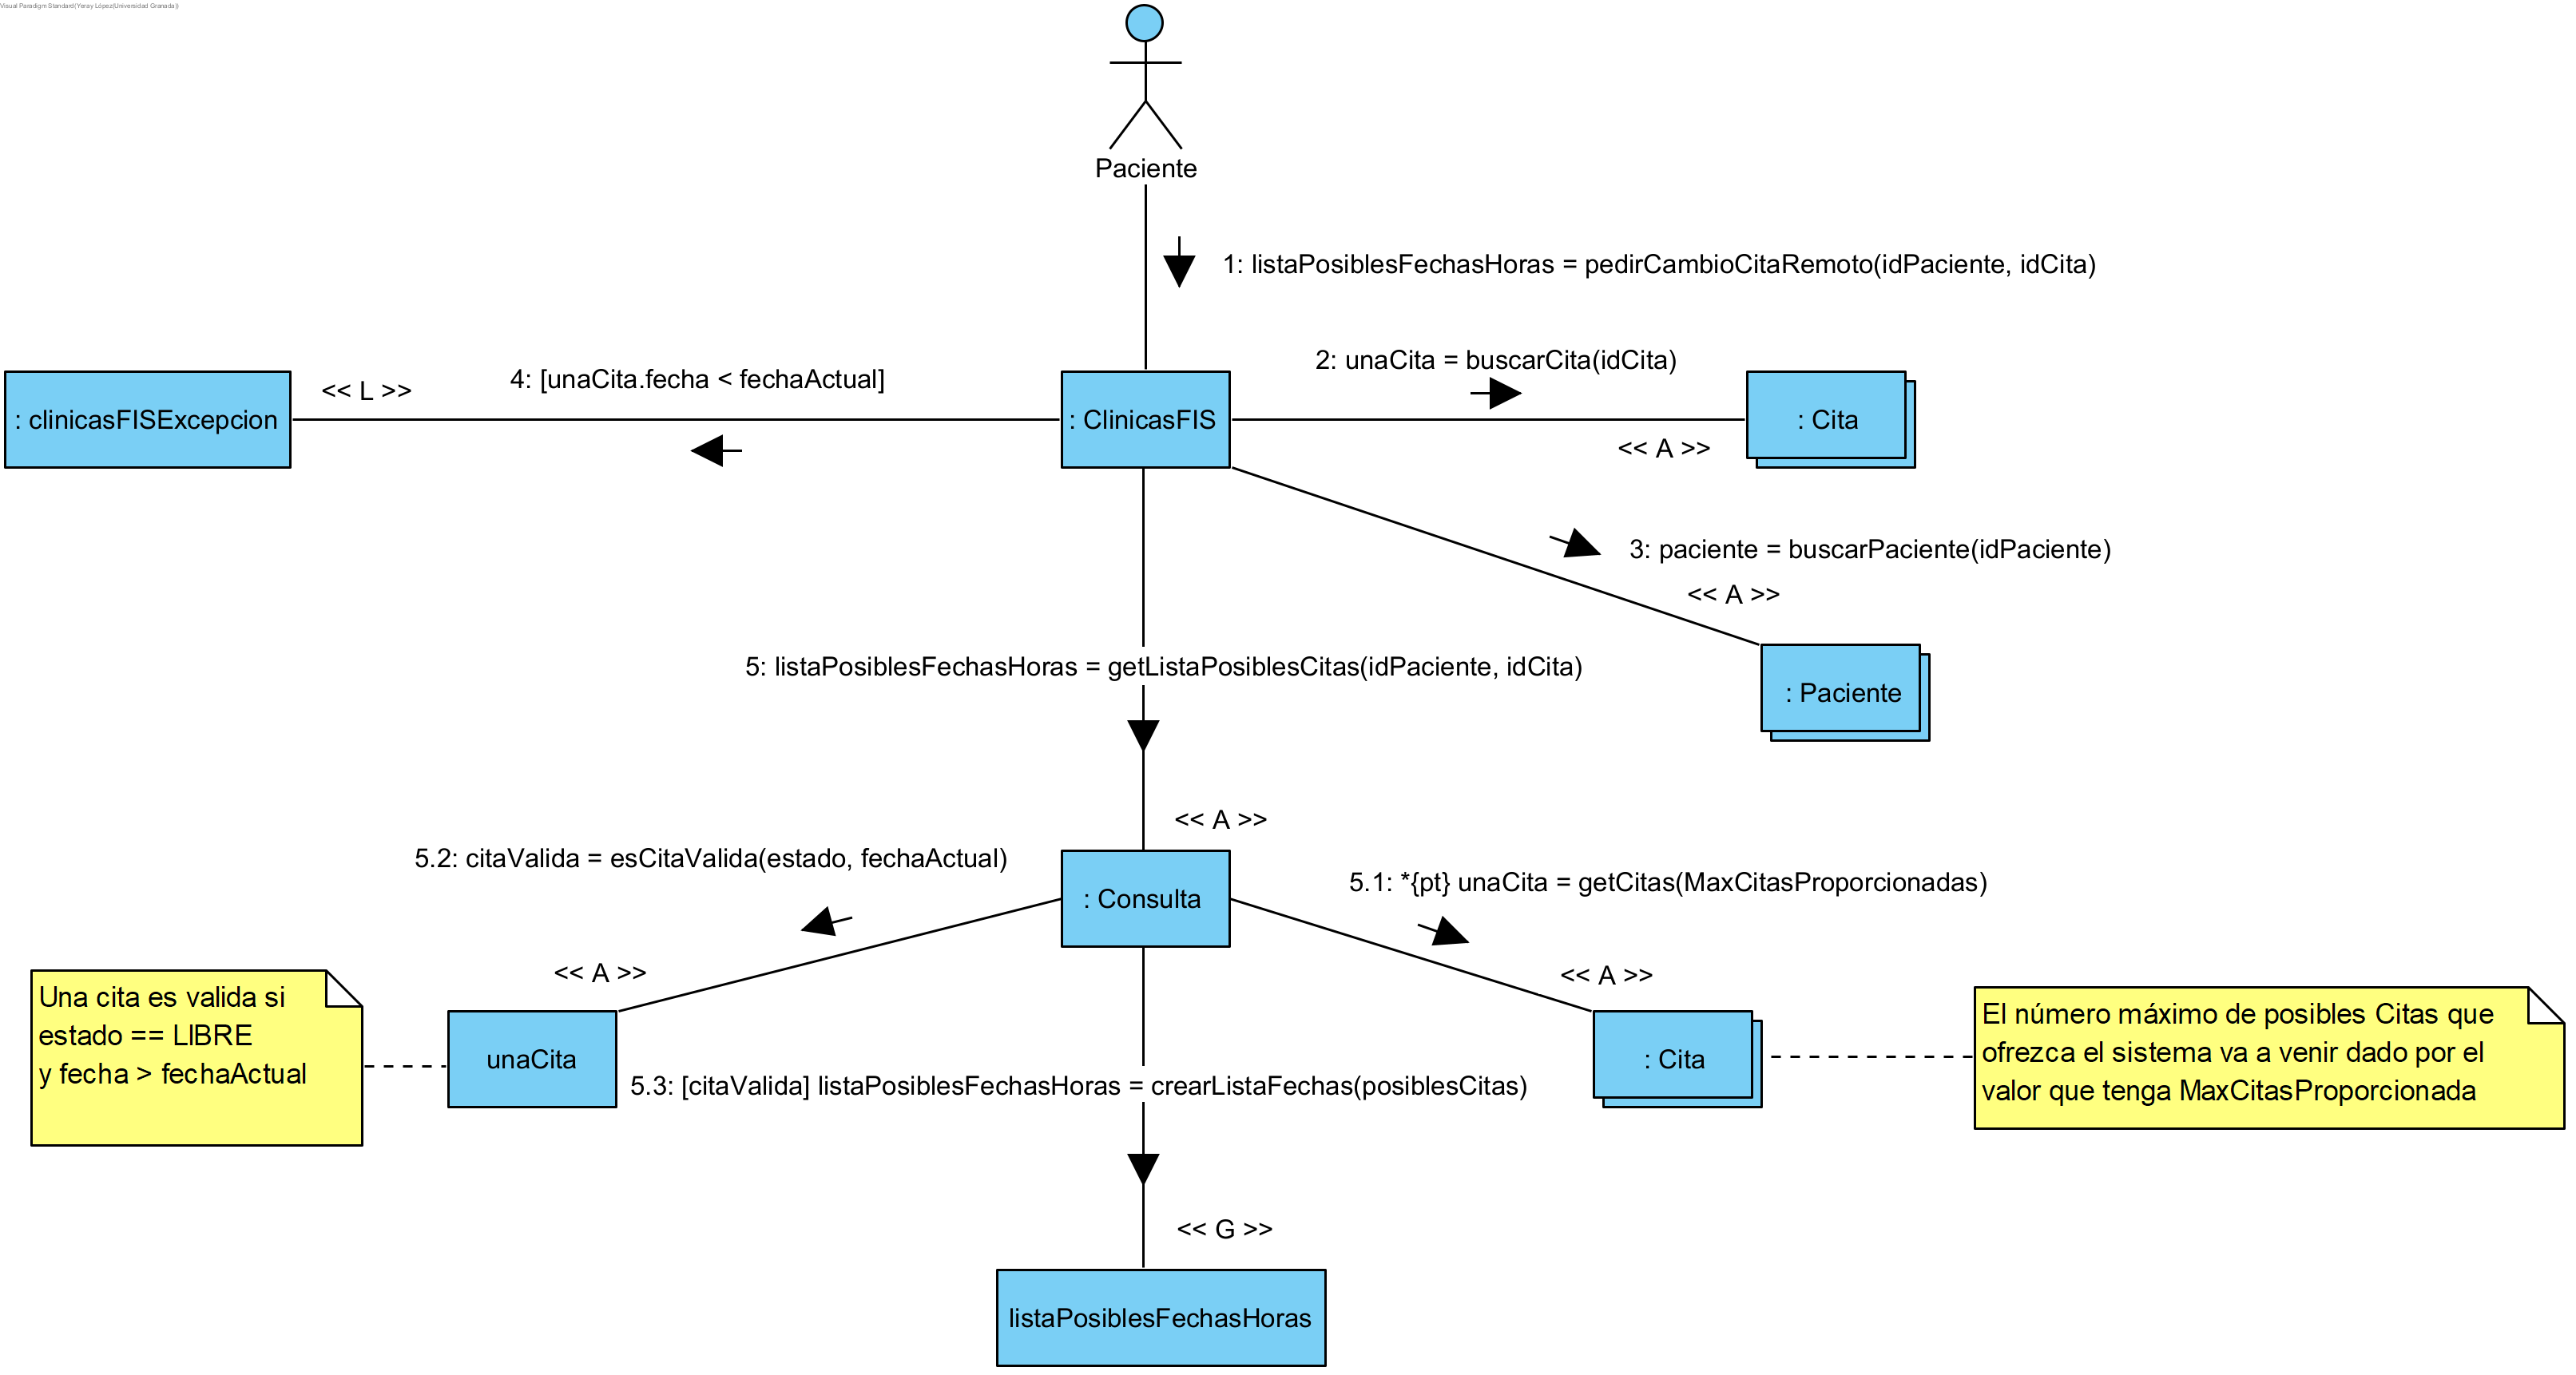 Visual Paradigm Standard(Yeray López(Universidad Granada))
Paciente
1: listaPosiblesFechasHoras = pedirCambioCitaRemoto(idPaciente, idCita)
2: unaCita = buscarCita(idCita)
4: [unaCita.fecha < fechaActual]
<< L >>
: clinicasFISExcepcion
: ClinicasFIS
: Cita
<< A >>
3: paciente = buscarPaciente(idPaciente)
<< A >>
5: listaPosiblesFechasHoras = getListaPosiblesCitas(idPaciente, idCita)
: Paciente
<< A >>
5.2: citaValida = esCitaValida(estado, fechaActual)
5.1: *{pt} unaCita = getCitas(MaxCitasProporcionadas)
: Consulta
<< A >>
<< A >>
Una cita es valida si
estado == LIBRE
y fecha > fechaActual
unaCita
: Cita
El número máximo de posibles Citas que
ofrezca el sistema va a venir dado por el
valor que tenga MaxCitasProporcionada
5.3: [citaValida] listaPosiblesFechasHoras = crearListaFechas(posiblesCitas)
<< G >>
listaPosiblesFechasHoras